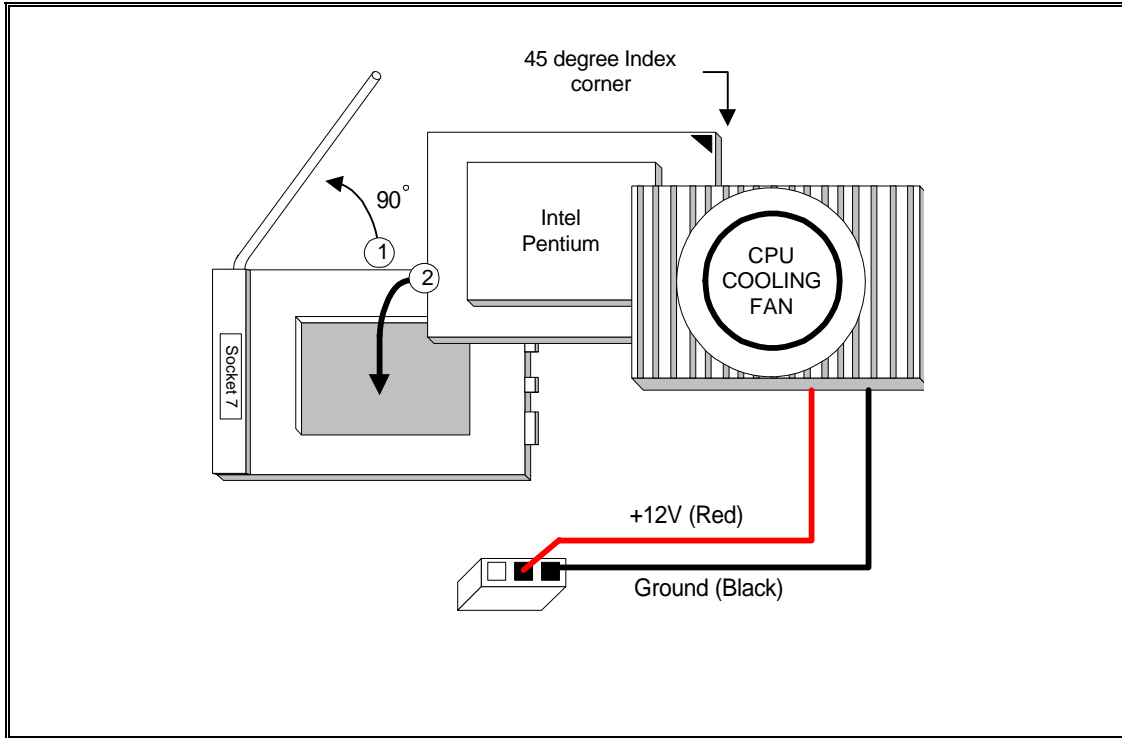 45 degree Index
corner
90°
1
2
Intel
Pentium
CPU
COOLING
FAN
Socket 7
+12V (Red)
Ground (Black)